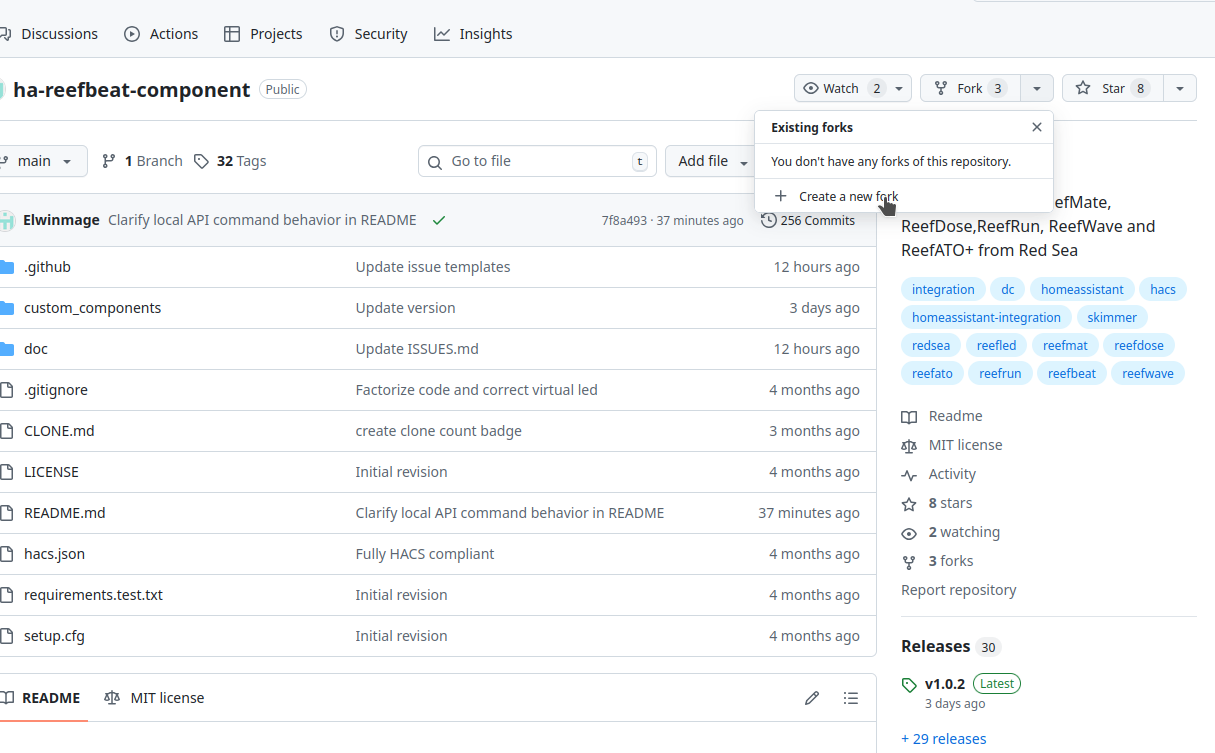 Discussions Actions Projects Security Insights
ha-reefbeat-component Public
Watch 2 Fork 3 Star 8
Existing forks
You don't have any forks of this repository.
Create a new fork
main 1 Branch 32 Tags Go to file t Add file
Elwinmage Clarify local API command behavior in README 7f8a493 · 37 minutes ago 256 Commits
.github Update issue templates 12 hours ago
custom_components Update version 3 days ago
doc Update ISSUES.md 12 hours ago
.gitignore Factorize code and correct virtual led 4 months ago
CLONE.md create clone count badge 3 months ago
LICENSE Initial revision 4 months ago
README.md Clarify local API command behavior in README 37 minutes ago
hacs.json Fully HACS compliant 4 months ago
requirements.test.txt Initial revision 4 months ago
setup.cfg Initial revision 4 months ago
README MIT license
efMate,
ReefDose,ReefRun, ReefWave and
ReefATO+ from Red Sea
integration dc homeassistant hacs
homeassistant-integration skimmer
redsea reefled reefmat reefdose
reefato reefrun reefbeat reefwave
Readme
MIT license
Activity
8 stars
2 watching
3 forks
Report repository
Releases 30
v1.0.2 Latest
3 days ago
+ 29 releases